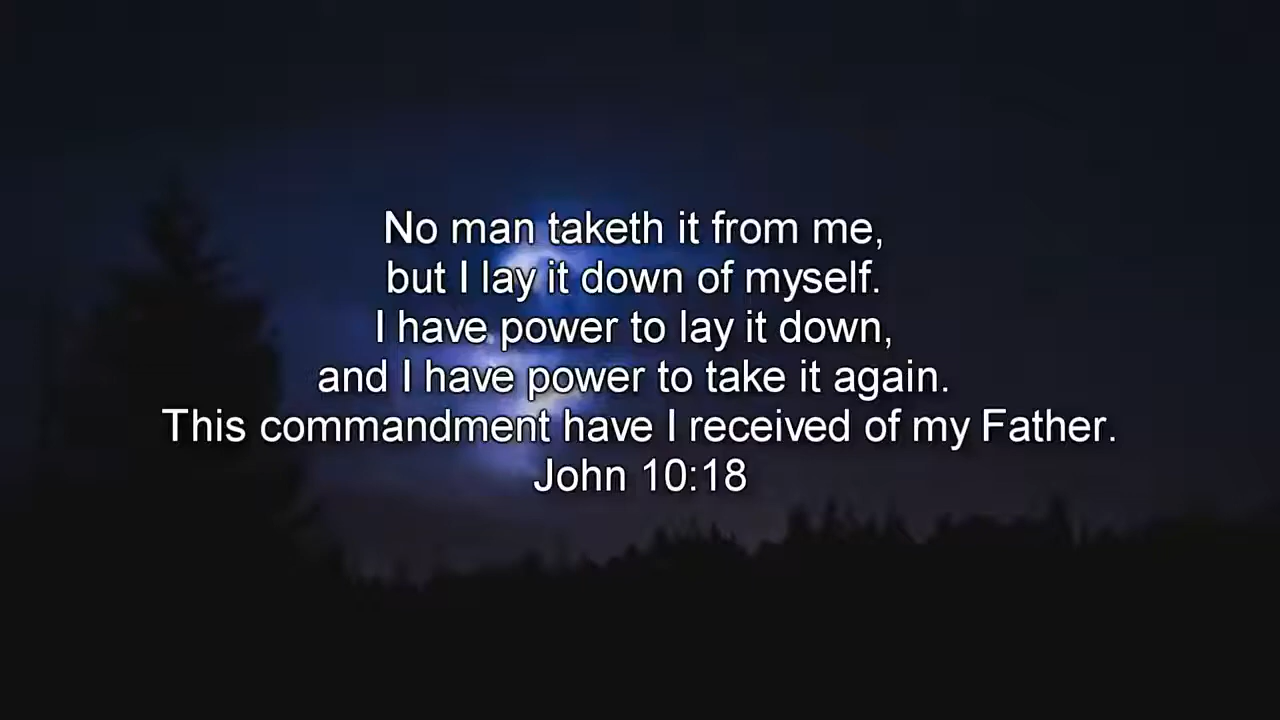 No man taketh it from me,
but I lay it down of myself.
I have power to lay it down,
and I have power to take it again.
This commandment have I received of my Father.
John 10:18